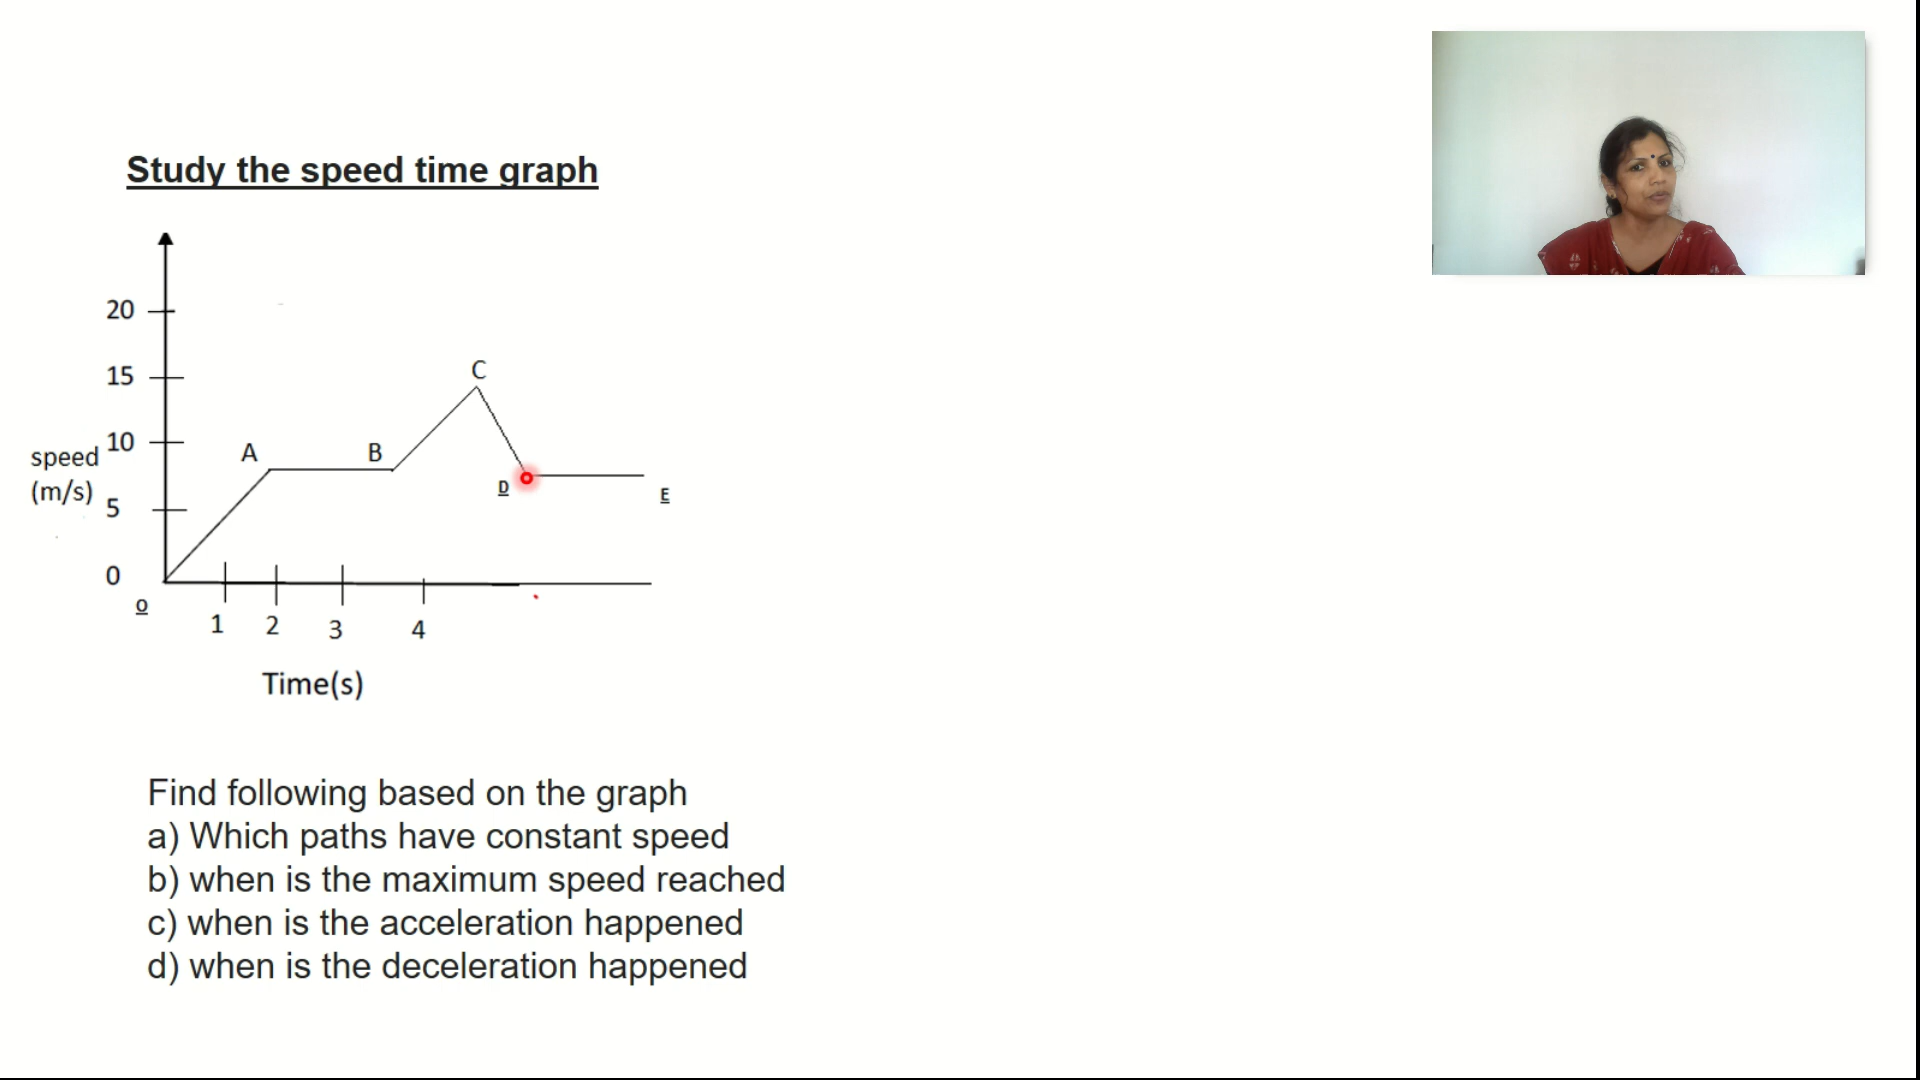 Study the speed time graph
20
15
C
10
A
B
speed
(m/s)
5
D
E
0
o
1
2
3
4
Time(s)
Find following based on the graph
a) Which paths have constant speed
b) when is the maximum speed reached
c) when is the acceleration happened
d) when is the deceleration happened